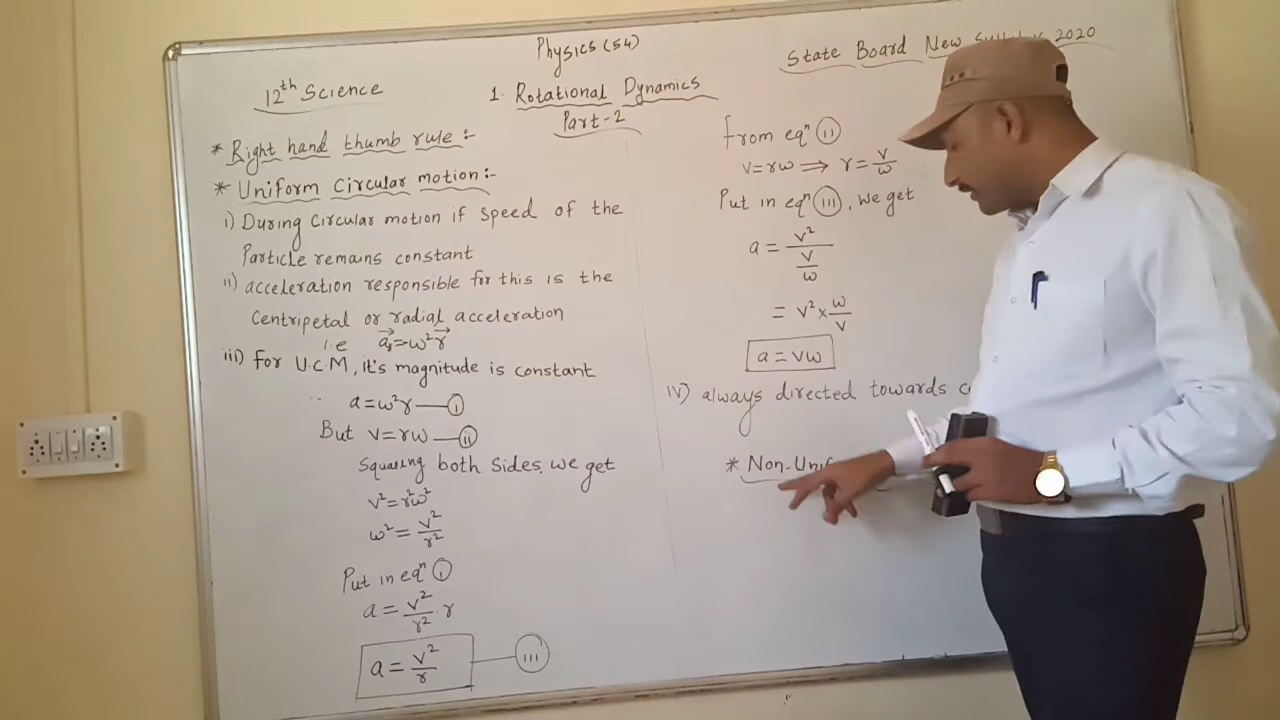 Physics (54)
State Board New 2020
12th Science
1. Rotational Dynamics
Part-2
* Right hand thumb rule :-
* Uniform Circular motion :-
i) During Circular motion if Speed of the
Particle remains constant
ii) acceleration responsible for this is the
Centripetal or radial acceleration
i.e a⃗r = -ω²r⃗
iii) for U.C.M, it's magnitude is constant
∴ a = ω²r — (i)
But v = rω — (ii)
Squaring both Sides, we get
v² = r²ω²
ω² = v²/r²
Put in eqn (i)
a = v²/r² . r
a = v²/r — (iii)
from eqn (ii)
v = rω ⟹ r = v/ω
Put in eqn (iii), we get
a = v²/(v/ω)
= v² × ω/v
a = vω
iv) always directed towards
* Non-Unif